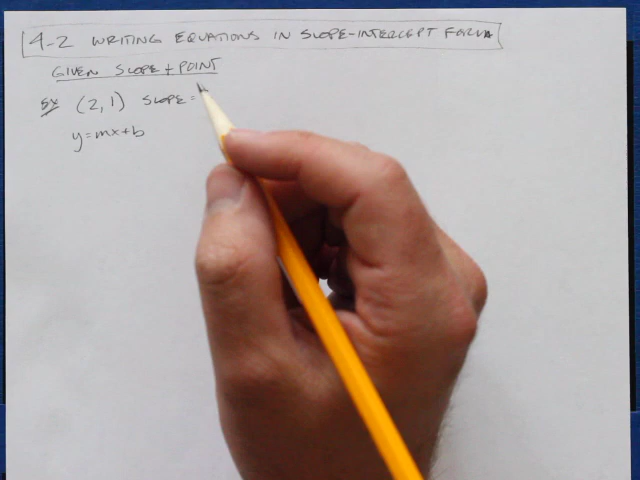 4-2 WRITING EQUATIONS IN SLOPE-INTERCEPT FORM
GIVEN SLOPE + POINT
EX (2,1) SLOPE =
y=mx+b